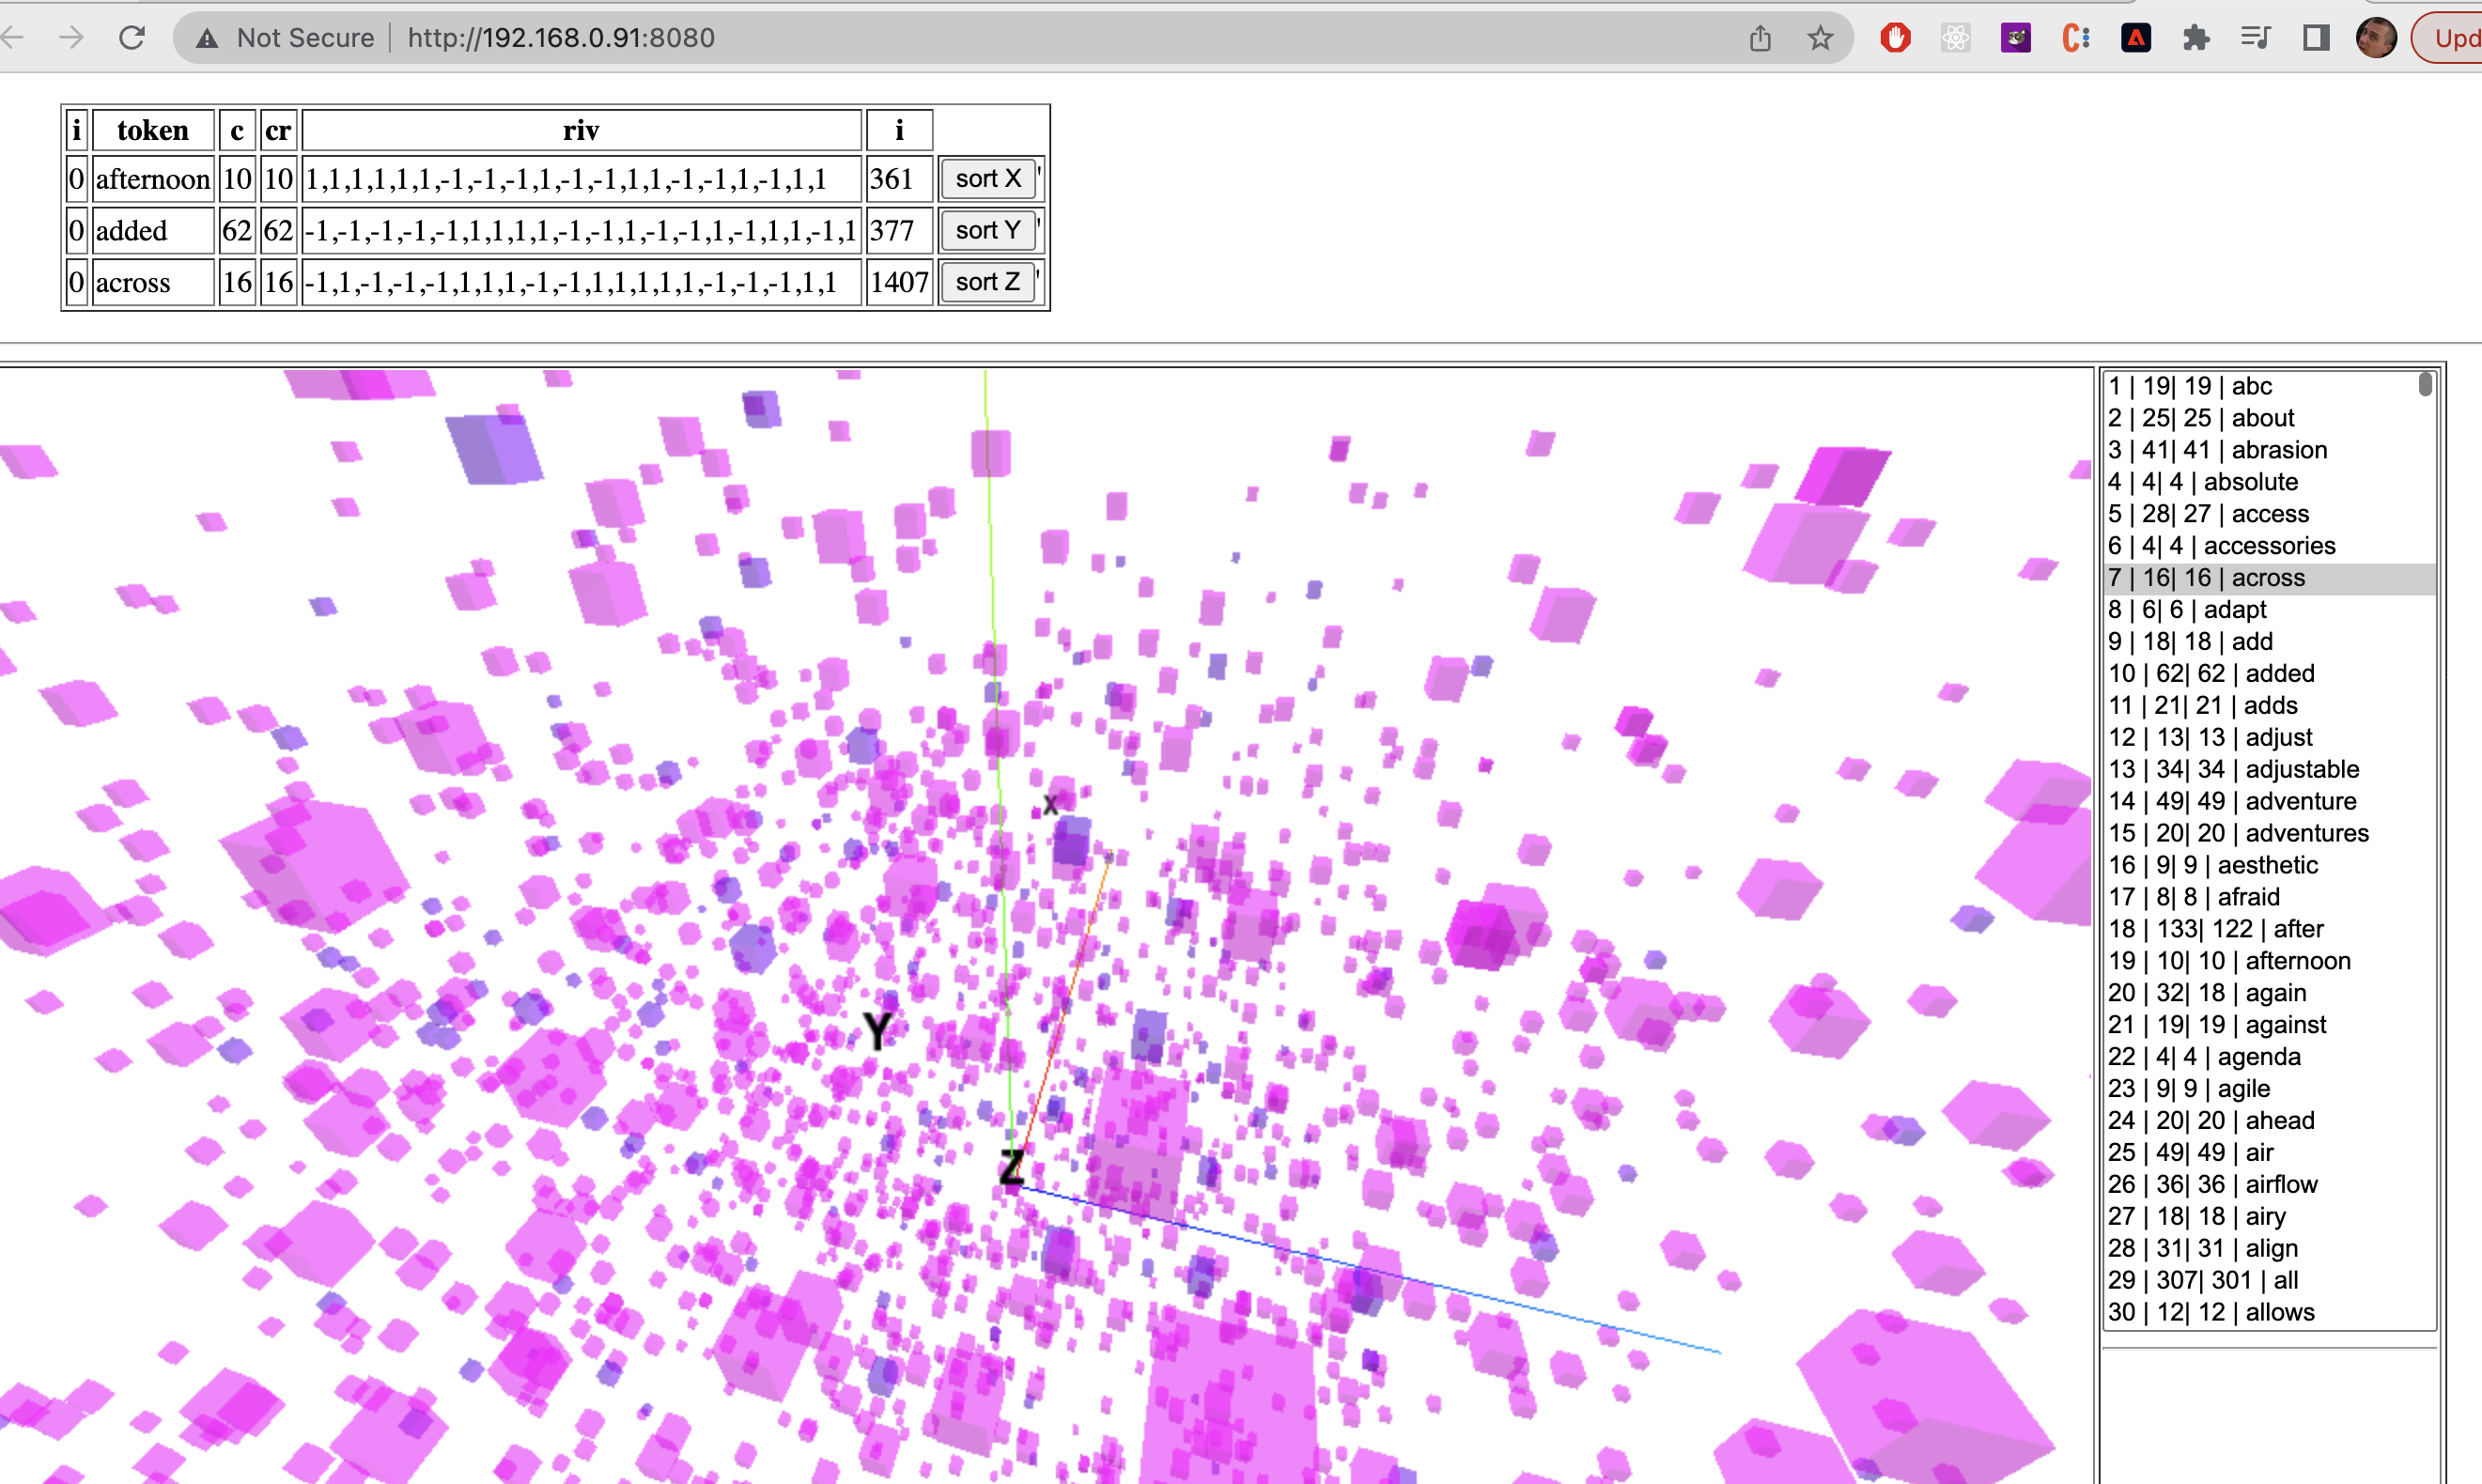 Not Secure | http://192.168.0.91:8080
Upd
i token c cr riv i
0 afternoon 10 10 1,1,1,1,1,1,-1,-1,-1,1,-1,-1,1,1,-1,-1,1,-1,1,1 361 sort X '
0 added 62 62 -1,-1,-1,-1,-1,1,1,1,1,-1,-1,1,-1,-1,1,-1,1,1,-1,1 377 sort Y '
0 across 16 16 -1,1,-1,-1,-1,1,1,1,-1,-1,1,1,1,1,1,-1,-1,-1,1,1 1407 sort Z '
1 | 19| 19 | abc
2 | 25| 25 | about
3 | 41| 41 | abrasion
4 | 4| 4 | absolute
5 | 28| 27 | access
6 | 4| 4 | accessories
7 | 16| 16 | across
8 | 6| 6 | adapt
9 | 18| 18 | add
10 | 62| 62 | added
11 | 21| 21 | adds
12 | 13| 13 | adjust
13 | 34| 34 | adjustable
14 | 49| 49 | adventure
15 | 20| 20 | adventures
16 | 9| 9 | aesthetic
17 | 8| 8 | afraid
18 | 133| 122 | after
19 | 10| 10 | afternoon
20 | 32| 18 | again
21 | 19| 19 | against
22 | 4| 4 | agenda
23 | 9| 9 | agile
24 | 20| 20 | ahead
25 | 49| 49 | air
26 | 36| 36 | airflow
27 | 18| 18 | airy
28 | 31| 31 | align
29 | 307| 301 | all
30 | 12| 12 | allows
X
Y
Z